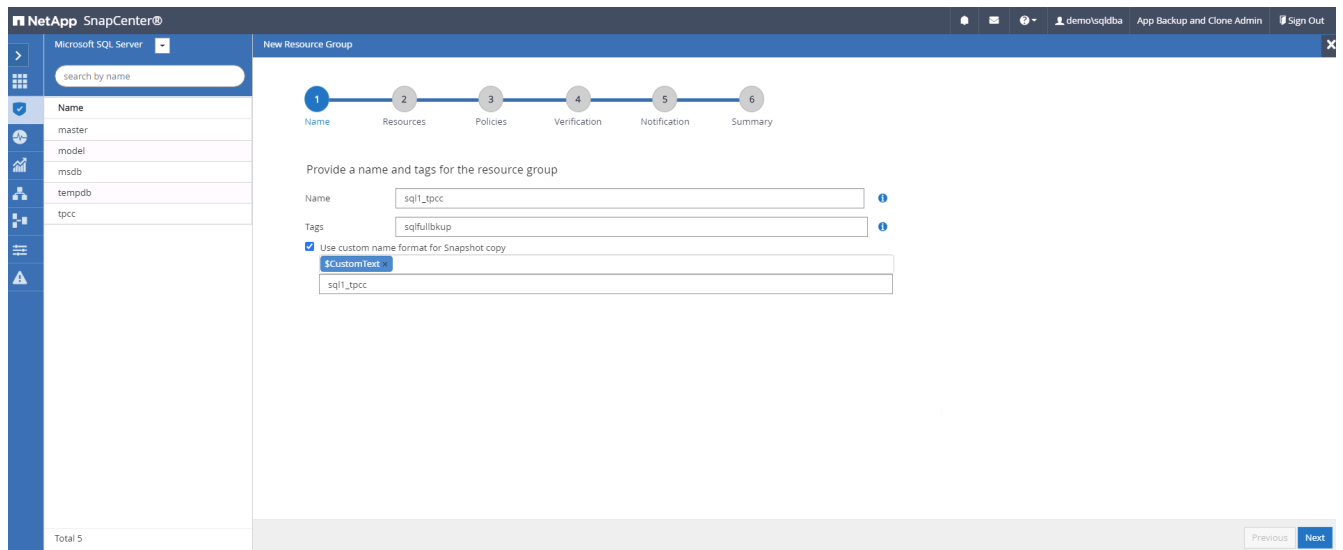 NetApp SnapCenter®
demo\sqldba App Backup and Clone Admin Sign Out
Microsoft SQL Server
New Resource Group
search by name
Name
master
model
msdb
tempdb
tpcc
Total 5
1 2 3 4 5 6
Name Resources Policies Verification Notification Summary
Provide a name and tags for the resource group
Name sql1_tpcc
Tags sqlfullbkup
Use custom name format for Snapshot copy
$CustomText ×
sql1_tpcc
Previous Next